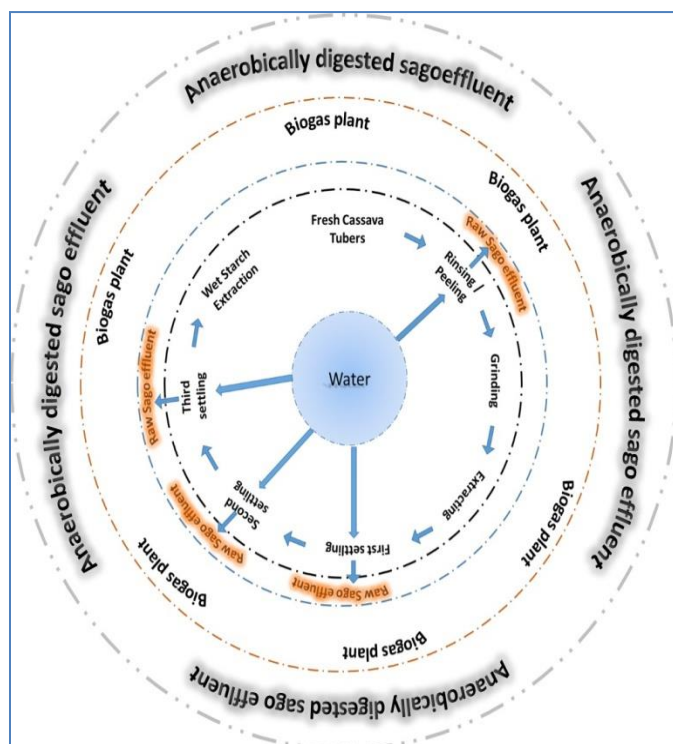 Anaerobically digested sagoeffluent
Biogas plant
Biogas plant
Fresh Cassava
Tubers
Raw Sago effluent
Rinsing /
Peeling
Wet Starch
Extraction
Anaerobically digested sago effluent
Anaerobically digested sago effluent
Biogas plant
Water
Grinding
Raw Sago effluent
Third
settling
Extracting
Second
settling
First settling
Raw Sago effluent
Raw Sago effluent
Biogas plant
Biogas plant
Biogas plant
Anaerobically digested sago effluent